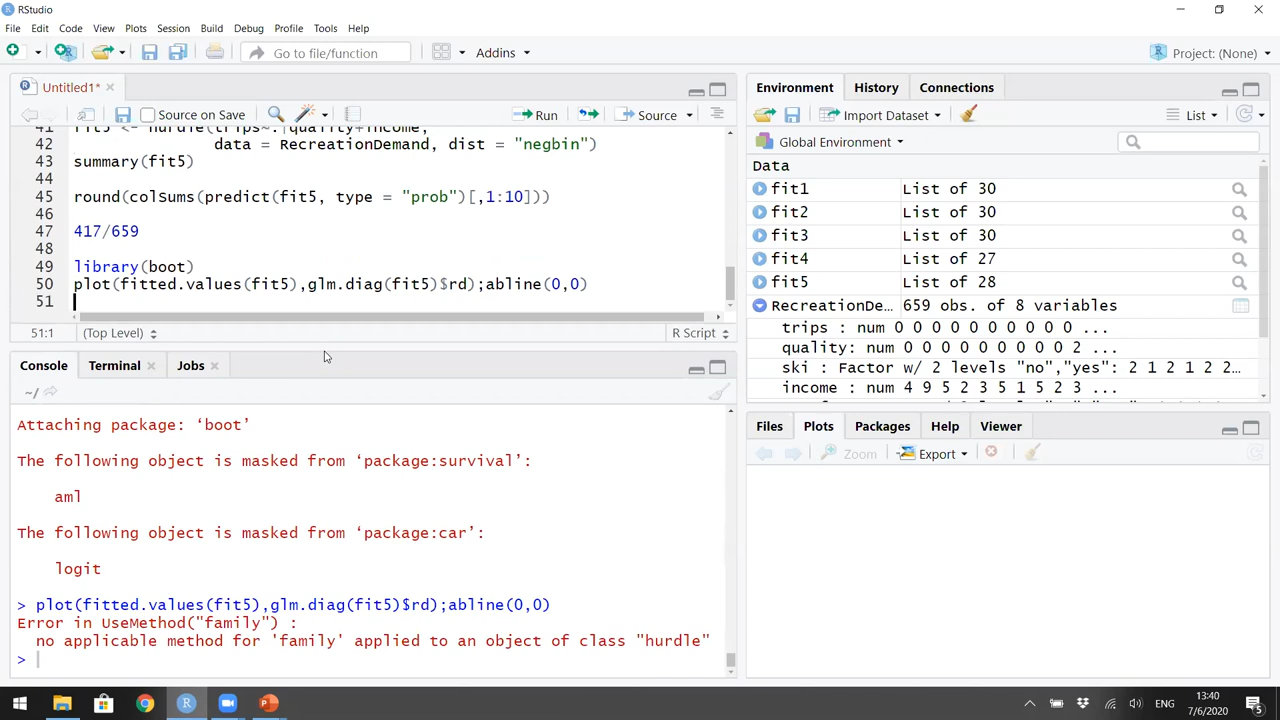 RStudio
File Edit Code View Plots Session Build Debug Profile Tools Help
Go to file/function
Addins
Project: (None)
Untitled1*
Source on Save
Run
Source
41 fit5 <- hurdle(trips~.|quality+income,
42 data = RecreationDemand, dist = "negbin")
43 summary(fit5)
44
45 round(colSums(predict(fit5, type = "prob")[,1:10]))
46
47 417/659
48
49 library(boot)
50 plot(fitted.values(fit5),glm.diag(fit5)$rd);abline(0,0)
51
51:1 (Top Level) R Script
Console Terminal Jobs
~/
Attaching package: ‘boot’
The following object is masked from ‘package:survival’:
aml
The following object is masked from ‘package:car’:
logit
> plot(fitted.values(fit5),glm.diag(fit5)$rd);abline(0,0)
Error in UseMethod("family") :
no applicable method for 'family' applied to an object of class "hurdle"
>
Environment History Connections
Import Dataset
List
Global Environment
Data
fit1 List of 30
fit2 List of 30
fit3 List of 30
fit4 List of 27
fit5 List of 28
RecreationDe… 659 obs. of 8 variables
trips : num 0 0 0 0 0 0 0 0 0 0 ...
quality: num 0 0 0 0 0 0 0 0 0 2 ...
ski : Factor w/ 2 levels "no","yes": 2 1 2 1 2 2…
income : num 4 9 5 2 3 5 1 5 2 3 ...
Files Plots Packages Help Viewer
Zoom Export
ENG
13:40
7/6/2020
5